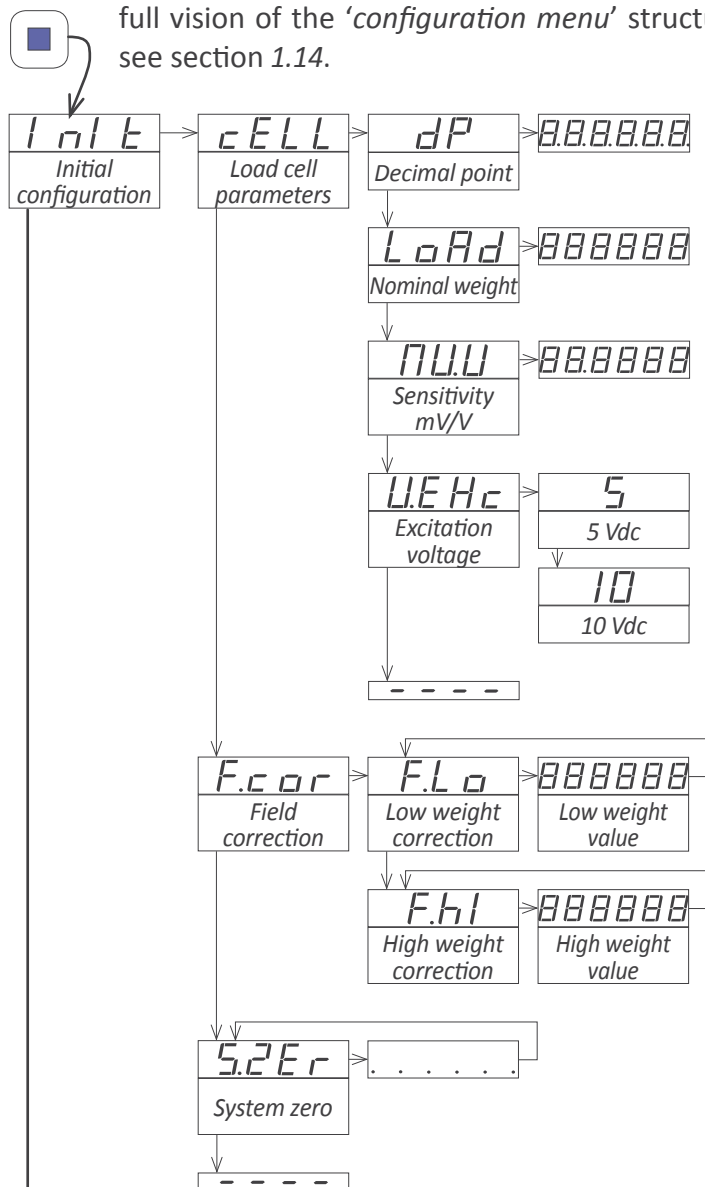 full vision of the ‘configuration menu’
see section 1.14.
InIt
Initial
configuration
cELL
Load cell
parameters
dP
Decimal point
8.8.8.8.8.8.
LoAd
Nominal weight
888888
MV.V
Sensitivity
mV/V
88.8888
V.EHc
Excitation
voltage
5
5 Vdc
10
10 Vdc
- - - -
F.cor
Field
correction
F.Lo
Low weight
correction
888888
Low weight
value
F.hI
High weight
correction
888888
High weight
value
S.ZEr
System zero
. . . . . .
- - - -